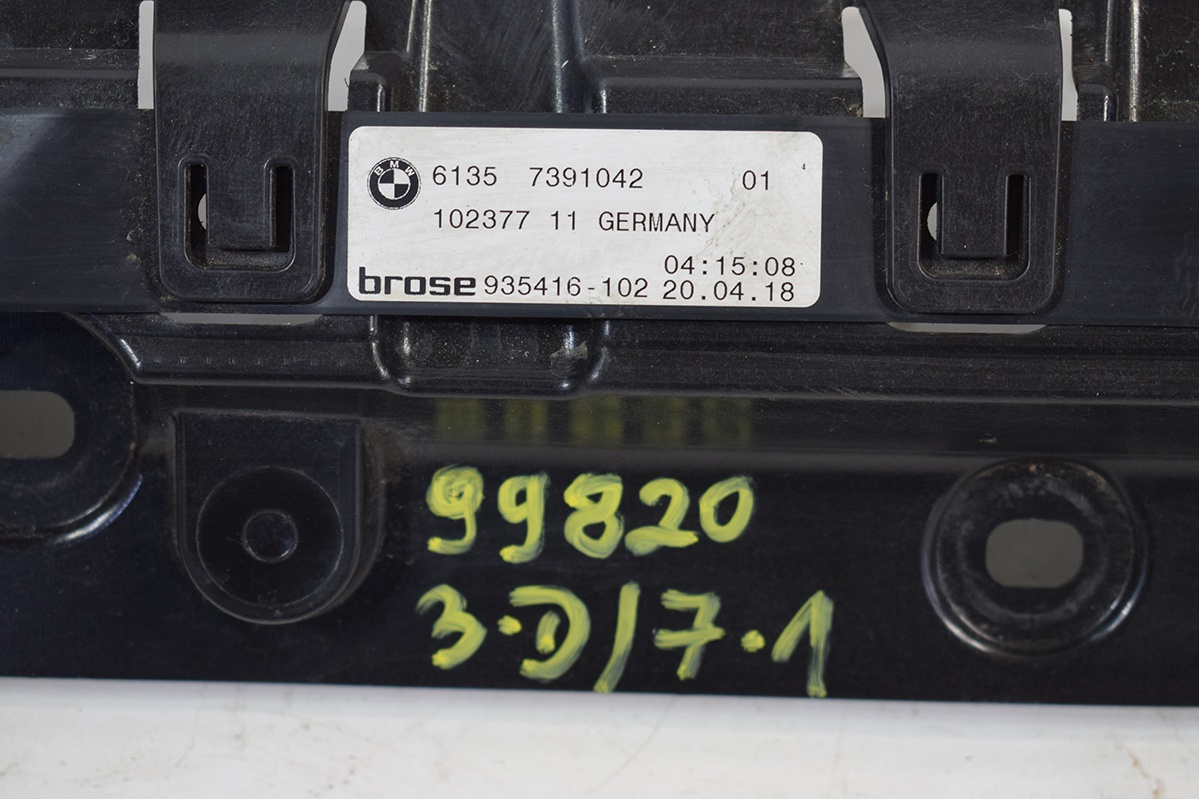 BMW
6135 7391042 01 4
102377 11 GERMANY
04:15:08
brose 935416-102 20.04.18
99820
3.D/7.1